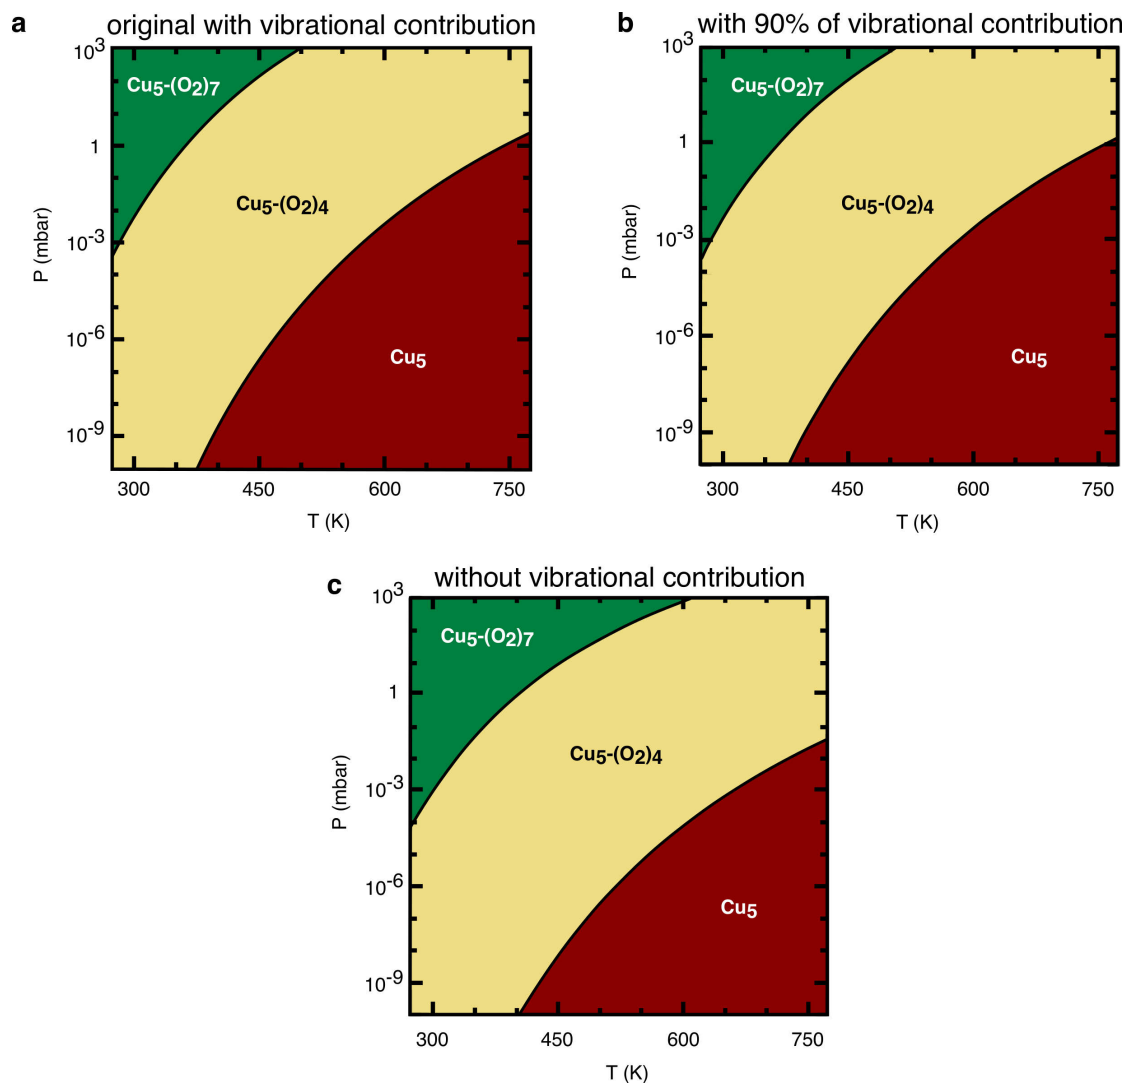 a original with vibrational contribution
10³
1
10⁻³
10⁻⁶
10⁻⁹
P (mbar)
Cu₅-(O₂)₇
Cu₅-(O₂)₄
Cu₅
300 450 600 750
T (K)
b with 90% of vibrational contribution
10³
1
10⁻³
10⁻⁶
10⁻⁹
P (mbar)
Cu₅-(O₂)₇
Cu₅-(O₂)₄
Cu₅
300 450 600 750
T (K)
c without vibrational contribution
10³
1
10⁻³
10⁻⁶
10⁻⁹
P (mbar)
Cu₅-(O₂)₇
Cu₅-(O₂)₄
Cu₅
300 450 600 750
T (K)